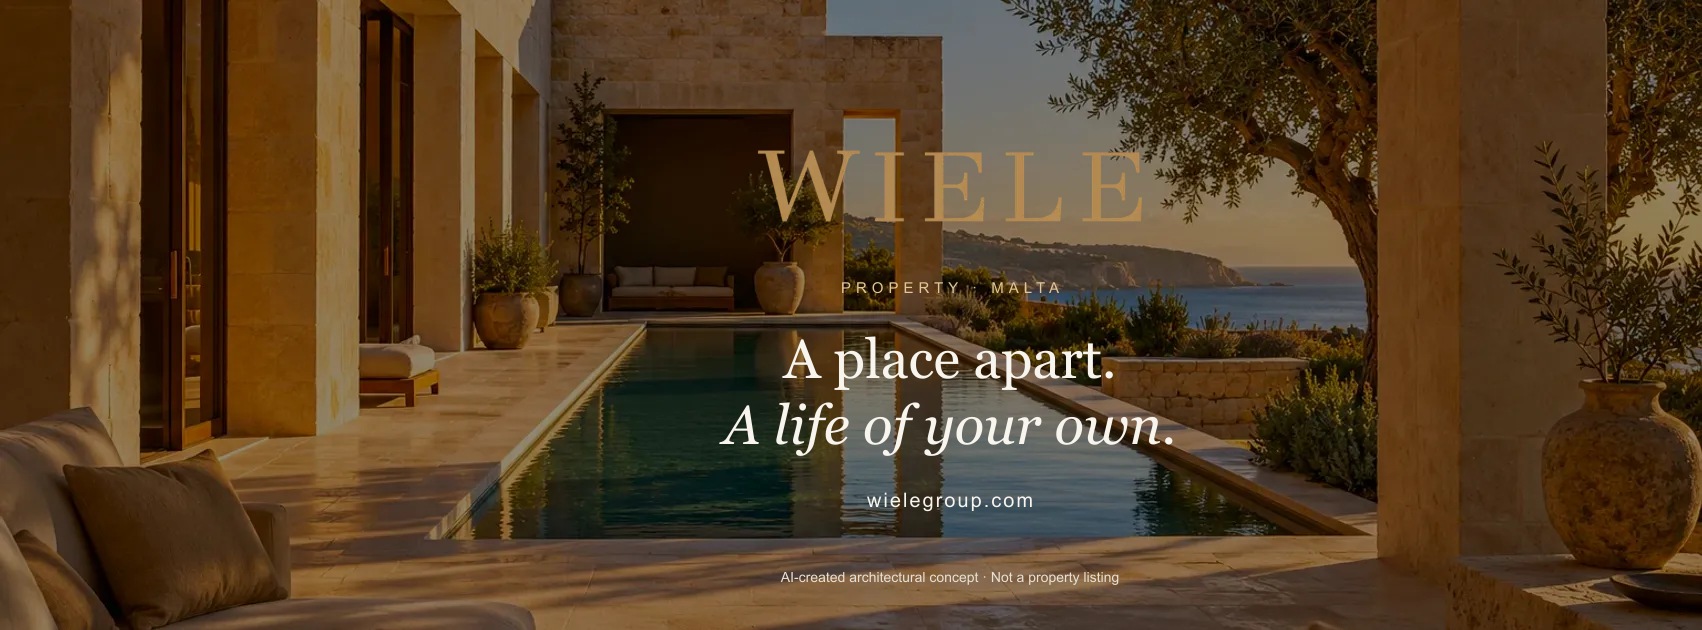 WIELE
PROPERTY · MALTA
A place apart.
A life of your own.
wielegroup.com
AI-created architectural concept · Not a property listing